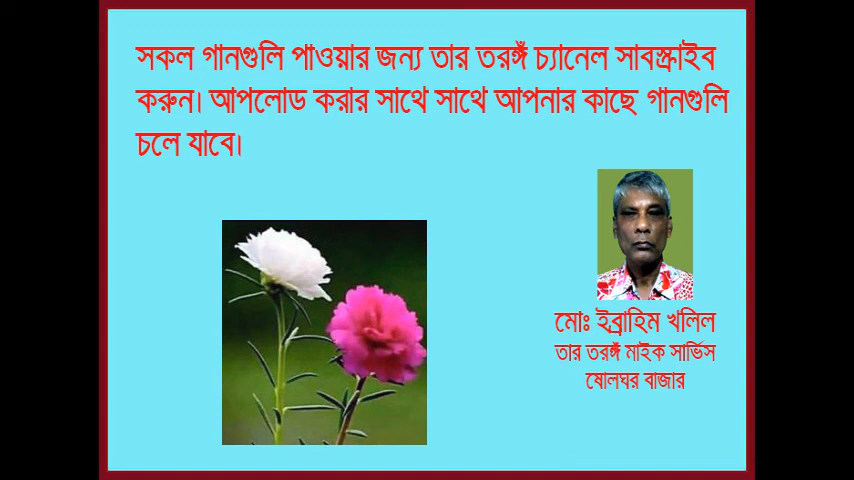 সকল গানগুলি পাওয়ার জন্য তার তরঙ্গঁ চ্যানেল সাবস্ক্রাইব
করুন। আপলোড করার সাথে সাথে আপনার কাছে গানগুলি
চলে যাবে।
মোঃ ইব্রাহিম খলিল
তার তরঙ্গঁ মাইক সার্ভিস
ষোলঘর বাজার